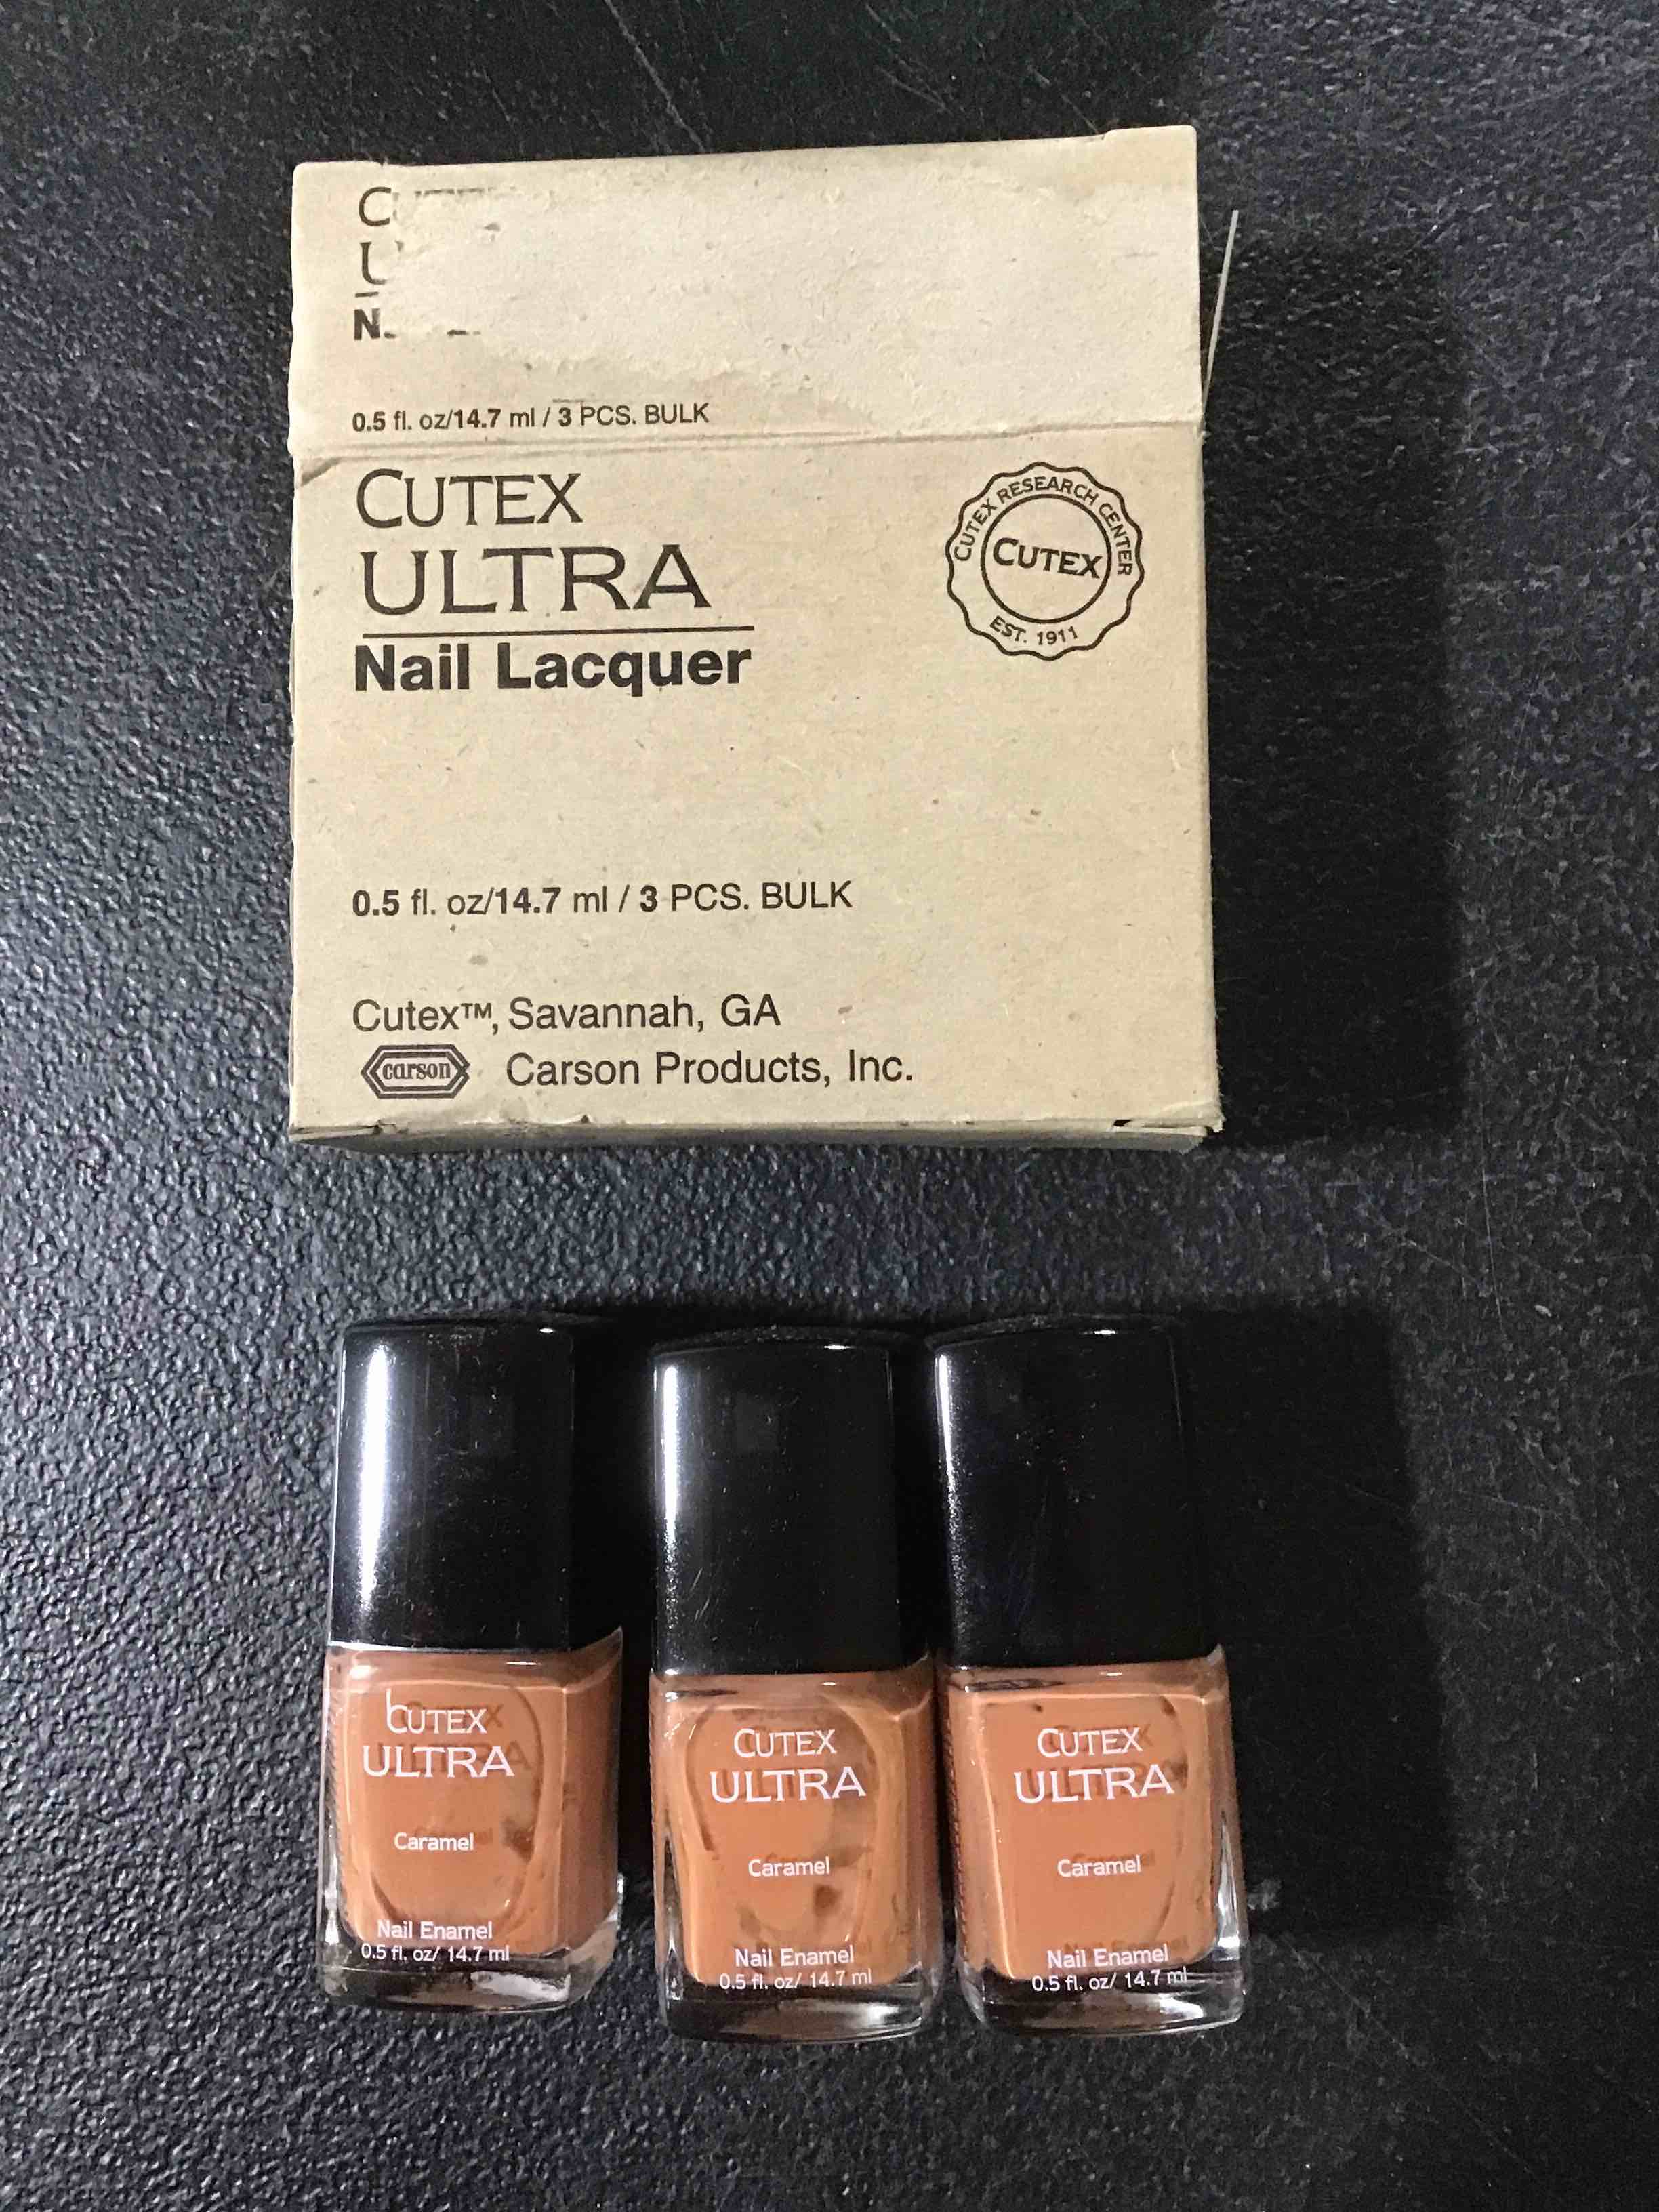 0.5 fl. oz/14.7 ml / 3 PCS. BULK
CUTEX
ULTRA
Nail Lacquer
CUTEX RESEARCH CENTER
CUTEX
EST. 1911
0.5 fl. oz/14.7 ml / 3 PCS. BULK
Cutex™, Savannah, GA
carson Carson Products, Inc.
CUTEX
ULTRA
Caramel
Nail Enamel
0.5 fl. oz/ 14.7 ml
CUTEX
ULTRA
Caramel
Nail Enamel
0.5 fl. oz/ 14.7 ml
CUTEX
ULTRA
Caramel
Nail Enamel
0.5 fl. oz/ 14.7 ml